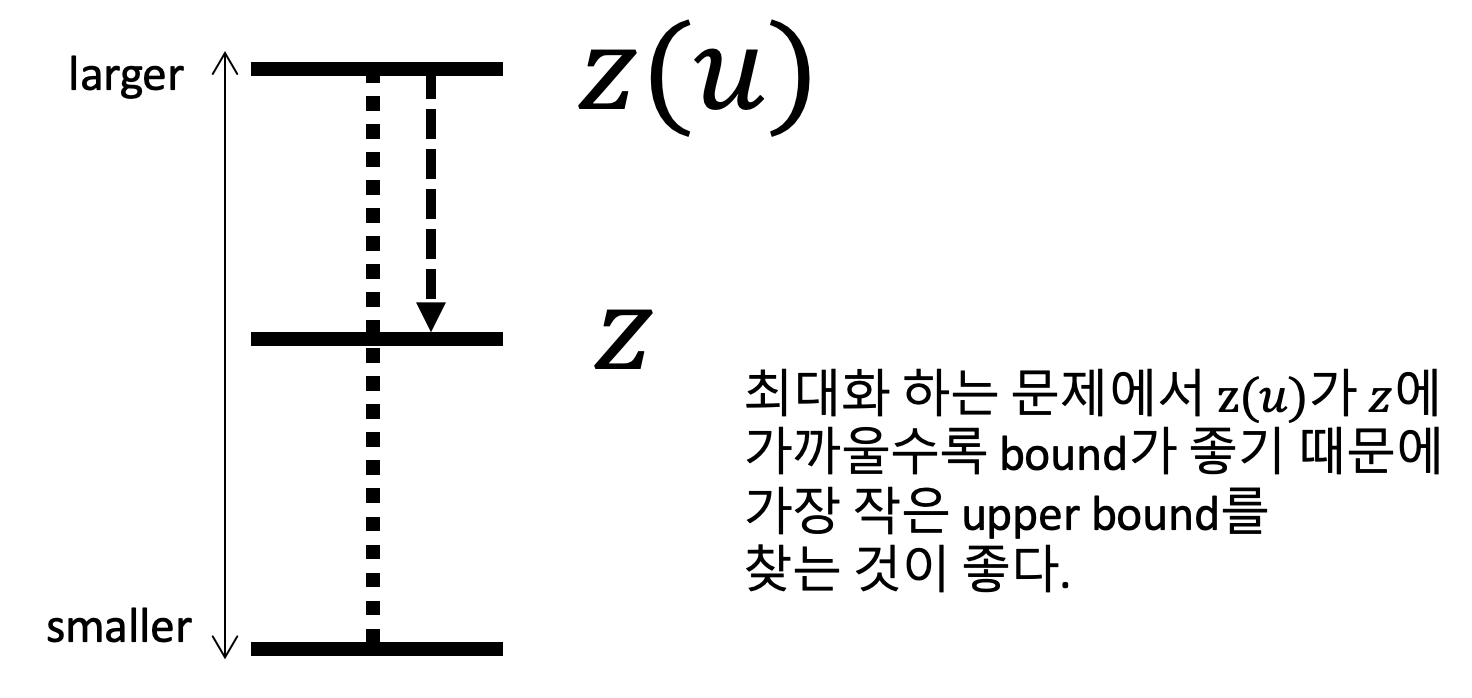 larger
z(u)
z
최대화 하는 문제에서 z(u)가 z에
가까울수록 bound가 좋기 때문에
가장 작은 upper bound를
찾는 것이 좋다.
smaller